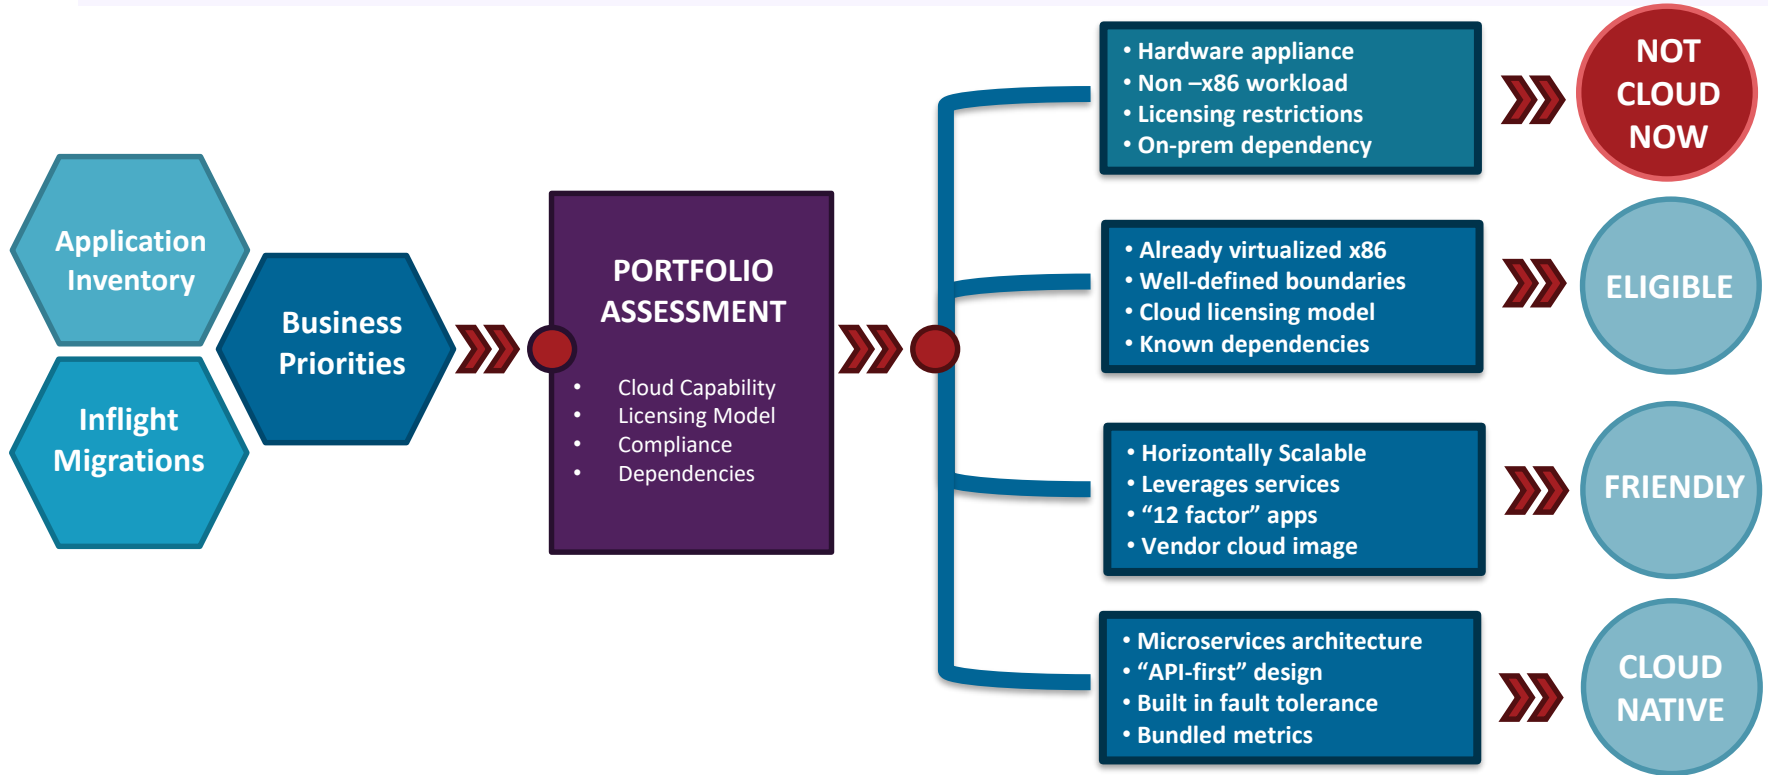 Application
Inventory
Inflight
Migrations
Business
Priorities
PORTFOLIO
ASSESSMENT
• Cloud Capability
• Licensing Model
• Compliance
• Dependencies
• Hardware appliance
• Non –x86 workload
• Licensing restrictions
• On-prem dependency
NOT
CLOUD
NOW
• Already virtualized x86
• Well-defined boundaries
• Cloud licensing model
• Known dependencies
ELIGIBLE
• Horizontally Scalable
• Leverages services
• “12 factor” apps
• Vendor cloud image
FRIENDLY
• Microservices architecture
• “API-first” design
• Built in fault tolerance
• Bundled metrics
CLOUD
NATIVE